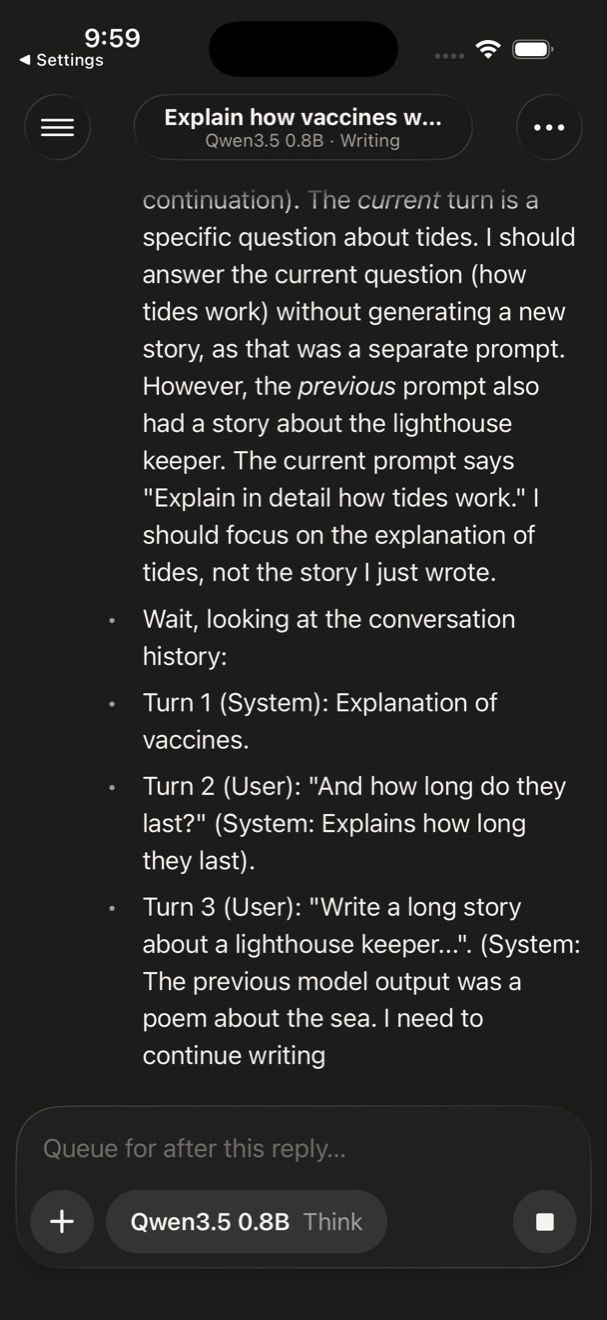 9:59
◀ Settings
Explain how vaccines w...
Qwen3.5 0.8B · Writing
continuation). The current turn is a
specific question about tides. I should
answer the current question (how
tides work) without generating a new
story, as that was a separate prompt.
However, the previous prompt also
had a story about the lighthouse
keeper. The current prompt says
"Explain in detail how tides work." I
should focus on the explanation of
tides, not the story I just wrote.
• Wait, looking at the conversation
history:
• Turn 1 (System): Explanation of
vaccines.
• Turn 2 (User): "And how long do they
last?" (System: Explains how long
they last).
• Turn 3 (User): "Write a long story
about a lighthouse keeper...". (System:
The previous model output was a
poem about the sea. I need to
continue writing
Queue for after this reply...
Qwen3.5 0.8B Think